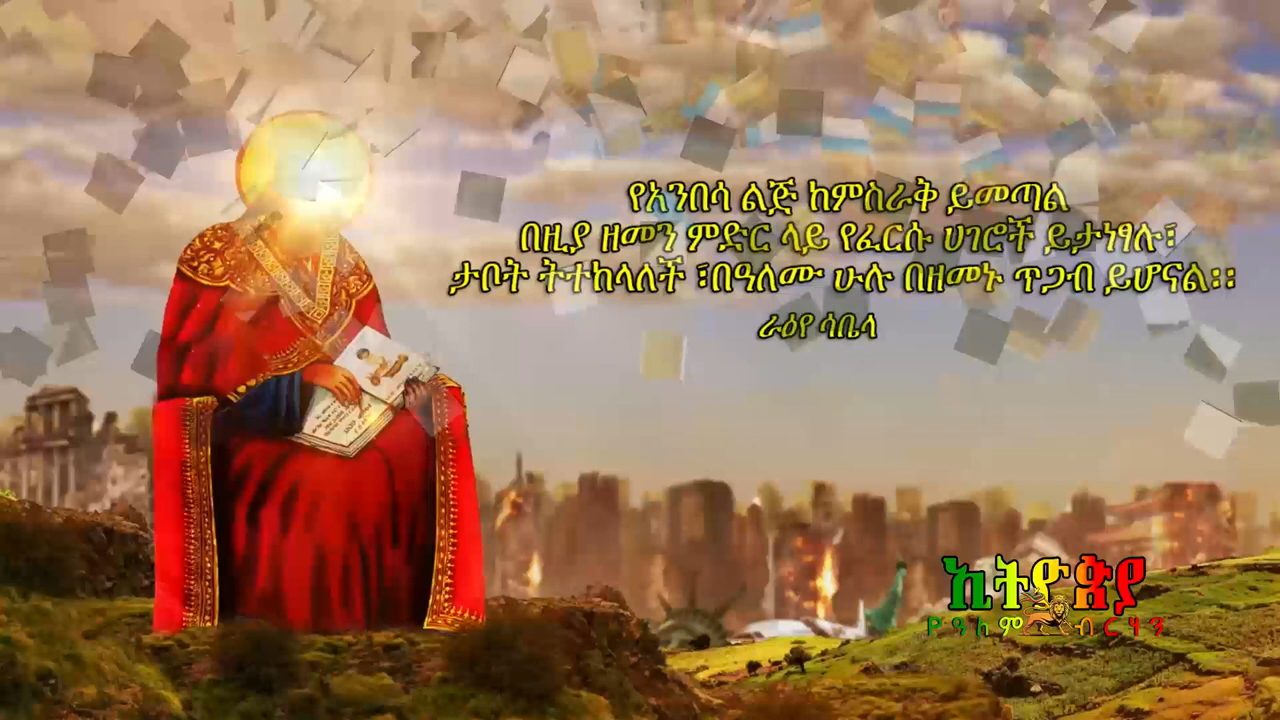 የአንበሳ ልጅ ከምስራቅ ይመጣል
በዚያ ዘመን ምድር ላይ የፈርሱ ሀገሮች ይታነፃሉ፣
ታቦት ትተከላለች ፣በዓለሙ ሁሉ በዘመኑ ጥጋብ ይሆናል፡፡
ራዕየ ሳቤላ
ኢትዮጵያ
የዓለም ብርሃን